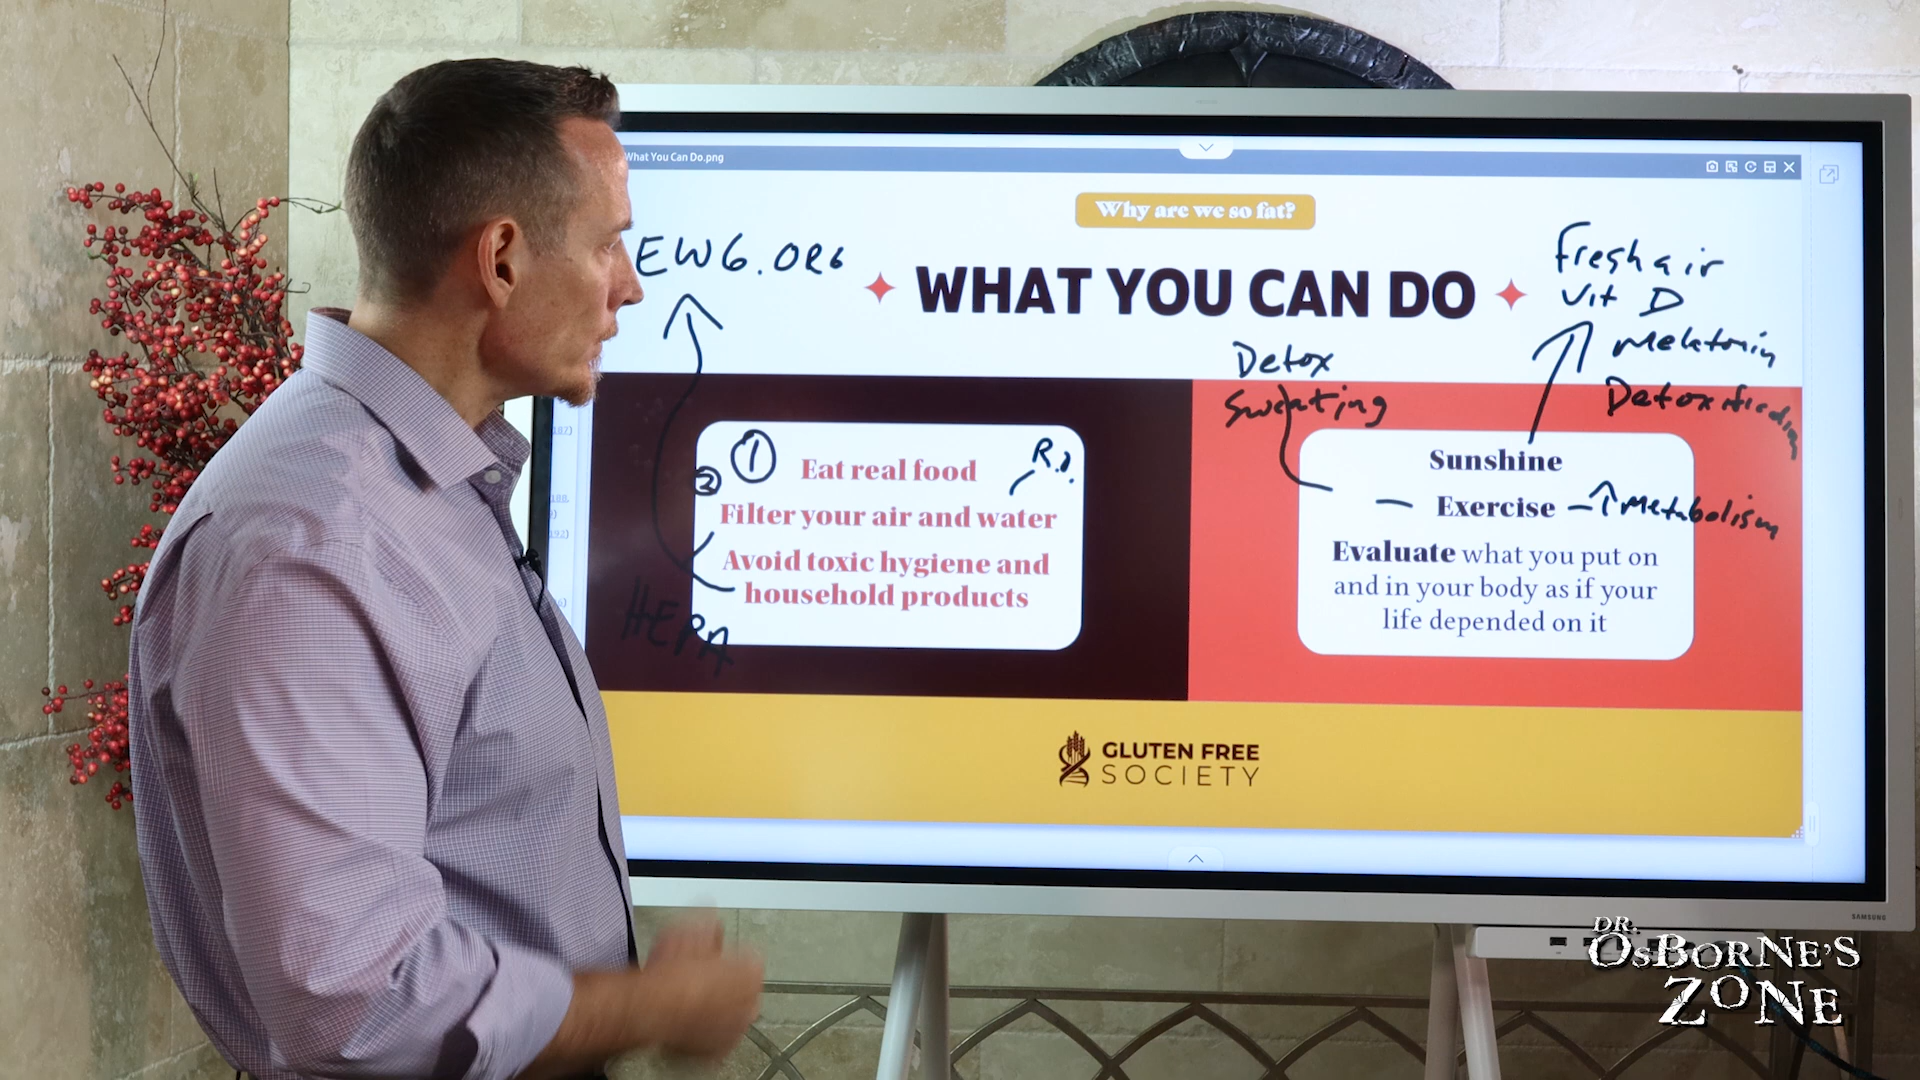 What You Can Do.png
Why are we so fat?
EWG.ORG
WHAT YOU CAN DO
Fresh air
Vit D
Melatonin
Detoxification
Detox
Sweating
1
Eat real food
R.O.
2
Filter your air and water
Avoid toxic hygiene and
household products
HEPA
Sunshine
Exercise – ↑ Metabolism
Evaluate what you put on
and in your body as if your
life depended on it
GLUTEN FREE
SOCIETY
SAMSUNG
DR.
OSBORNE'S
ZONE